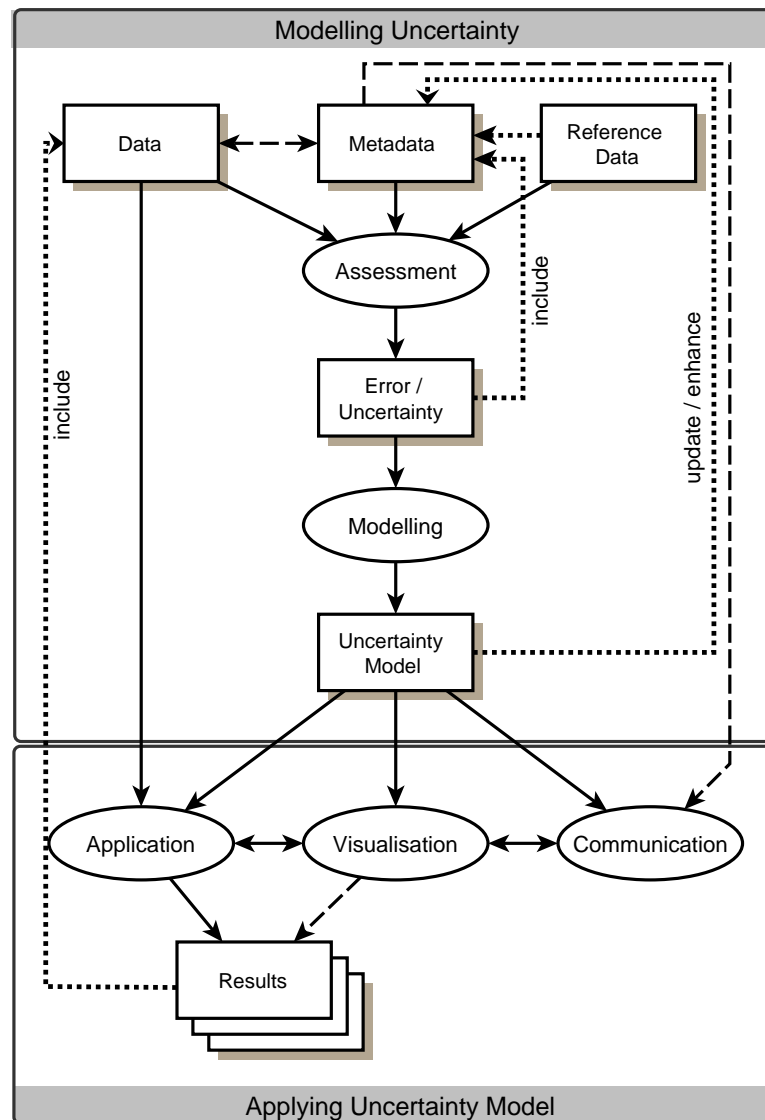 Modelling Uncertainty
Data
Metadata
Reference
Data
Assessment
include
include
Error /
Uncertainty
update / enhance
Modelling
Uncertainty
Model
Application
Visualisation
Communication
Results
Applying Uncertainty Model